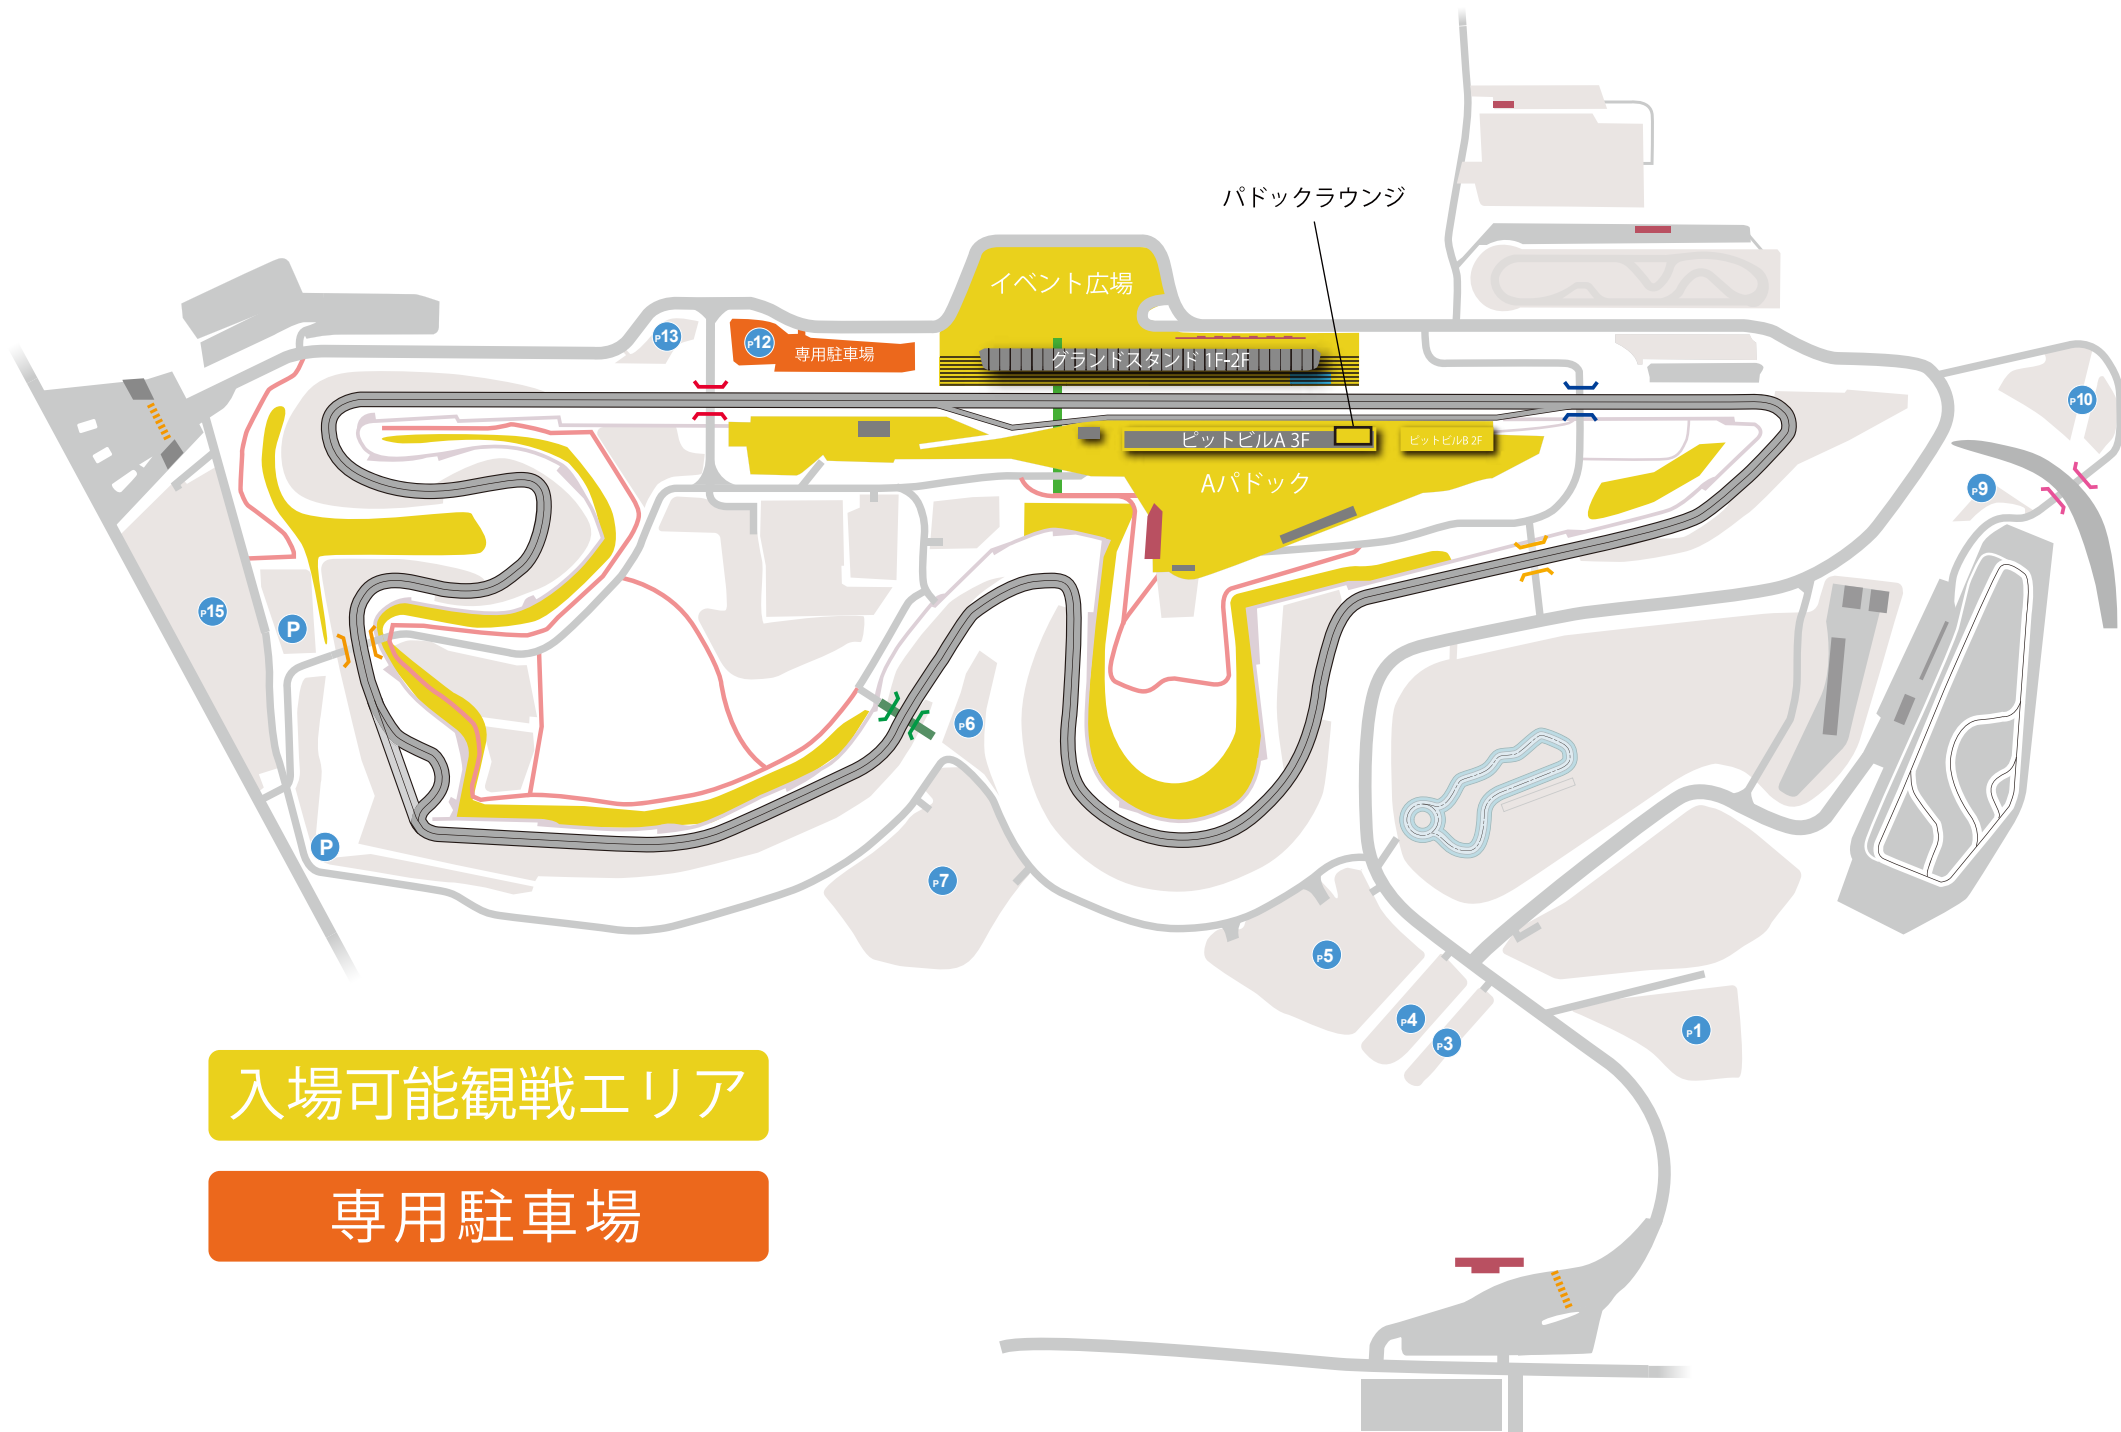 パドックラウンジ
イベント広場
P13
P12
専用駐車場
グランドスタンド 1F-2F
P10
ピットビルA 3F
ピットビルB 2F
Aパドック
P9
P15
P
P6
P
P7
P5
P4
P3
P1
入場可能観戦エリア
専用駐車場